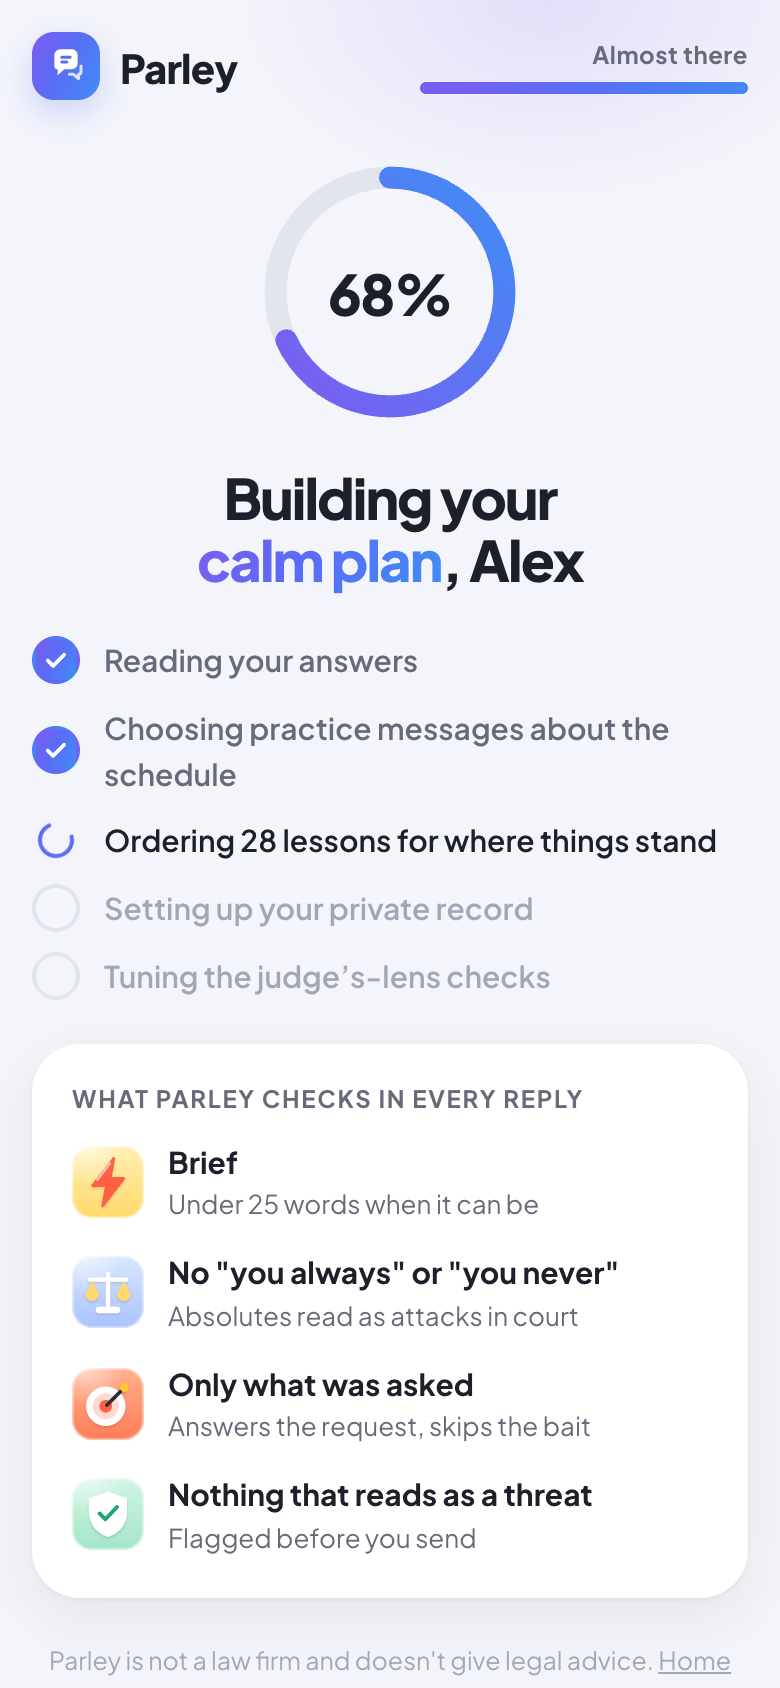 Parley
Almost there
68%
Building your
calm plan, Alex
Reading your answers
Choosing practice messages about the
schedule
Ordering 28 lessons for where things stand
Setting up your private record
Tuning the judge’s-lens checks
WHAT PARLEY CHECKS IN EVERY REPLY
Brief
Under 25 words when it can be
No "you always" or "you never"
Absolutes read as attacks in court
Only what was asked
Answers the request, skips the bait
Nothing that reads as a threat
Flagged before you send
Parley is not a law firm and doesn't give legal advice. Home